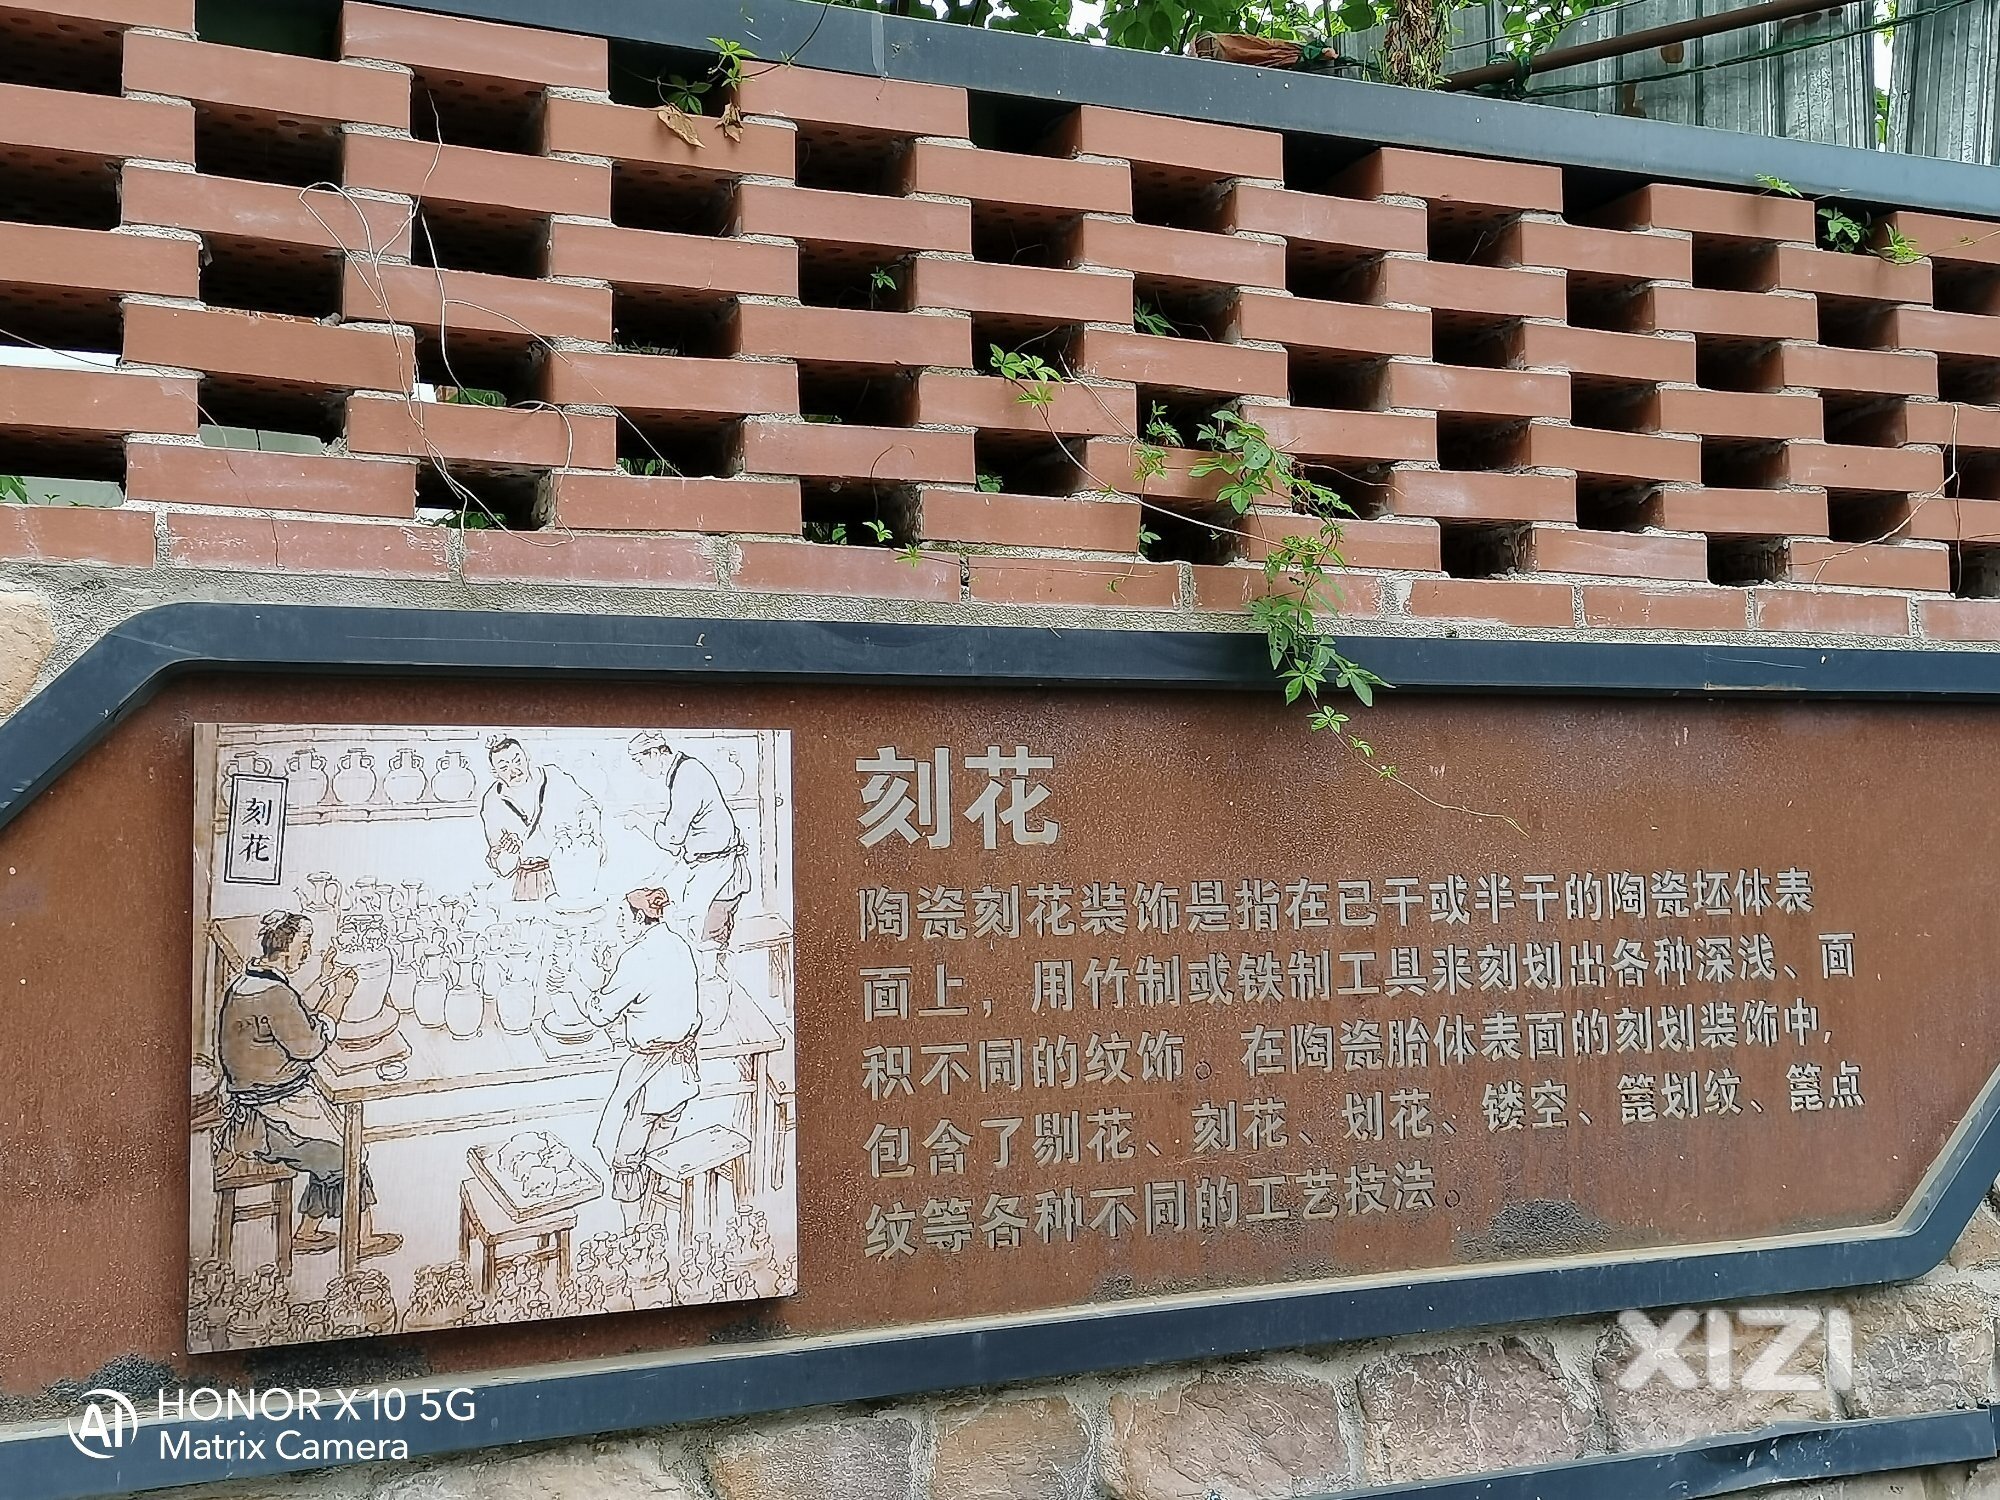 刻花
刻花
陶瓷刻花装饰是指在已干或半干的陶瓷坯体表
面上，用竹制或铁制工具来刻划出各种深浅、面
积不同的纹饰。在陶瓷胎体表面的刻划装饰中，
包含了剔花、刻花、划花、镂空、篦划纹、篦点
纹等各种不同的工艺技法。
XIZI
AI
HONOR X10 5G
Matrix Camera